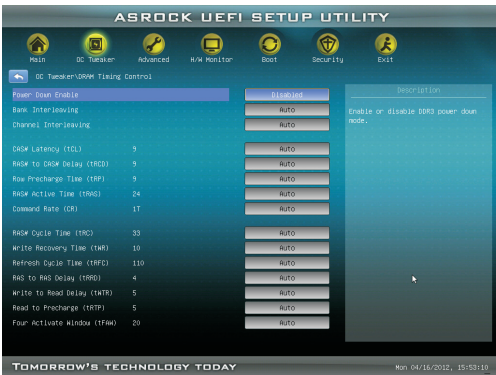 ASROCK UEFI SETUP UTILITY
Main OC Tweaker Advanced H/W Monitor Boot Security Exit
OC Tweaker\DRAM Timing Control
Description
Power Down Enable Disabled
Enable or disable DDR3 power down
mode.
Bank Interleaving Auto
Channel Interleaving Auto
CAS# Latency (tCL) 9 Auto
RAS# to CAS# Delay (tRCD) 9 Auto
Row Precharge Time (tRP) 9 Auto
RAS# Active Time (tRAS) 24 Auto
Command Rate (CR) 1T Auto
RAS# Cycle Time (tRC) 33 Auto
Write Recovery Time (tWR) 10 Auto
Refresh Cycle Time (tRFC) 110 Auto
RAS to RAS Delay (tRRD) 4 Auto
Write to Read Delay (tWTR) 5 Auto
Read to Precharge (tRTP) 5 Auto
Four Activate Window (tFAW) 20 Auto
TOMORROW'S TECHNOLOGY TODAY
Mon 04/16/2012, 15:53:10